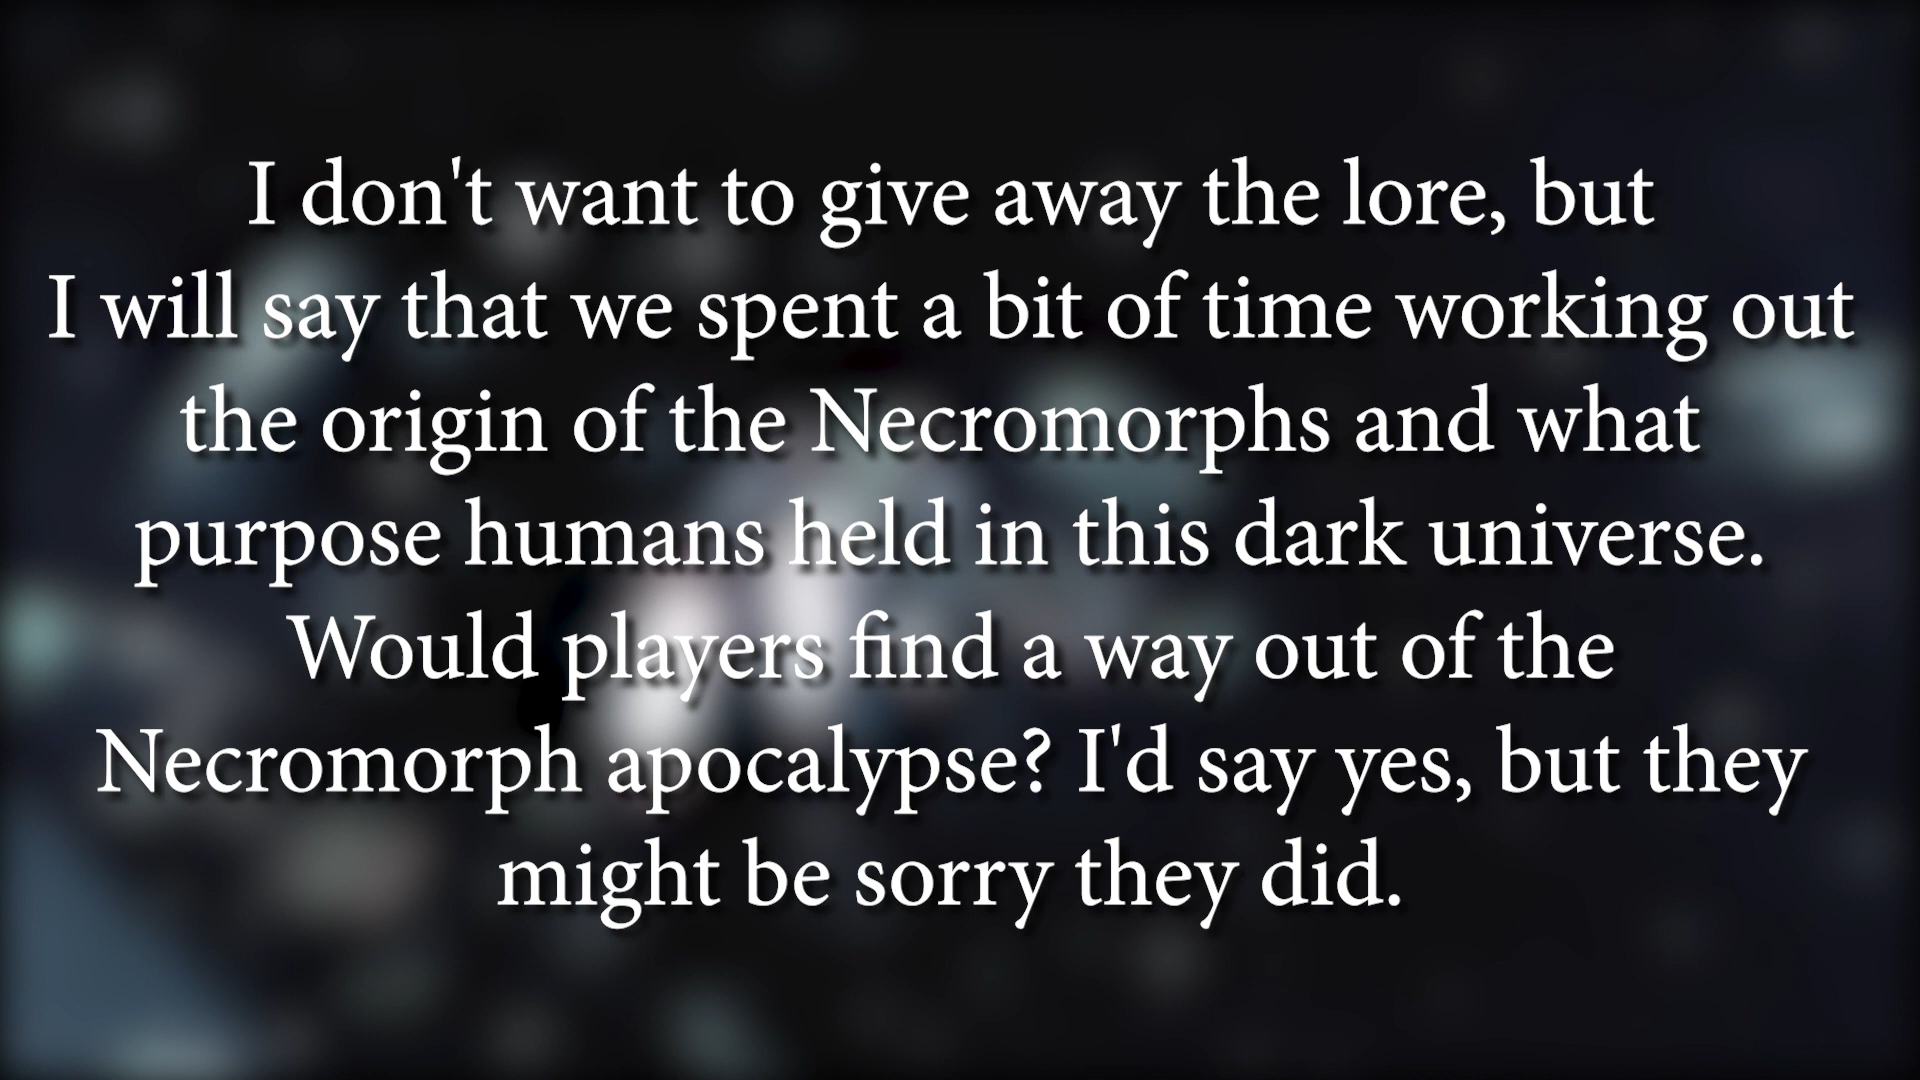 I don't want to give away the lore, but
I will say that we spent a bit of time working out
the origin of the Necromorphs and what
purpose humans held in this dark universe.
Would players find a way out of the
Necromorph apocalypse? I'd say yes, but they
might be sorry they did.